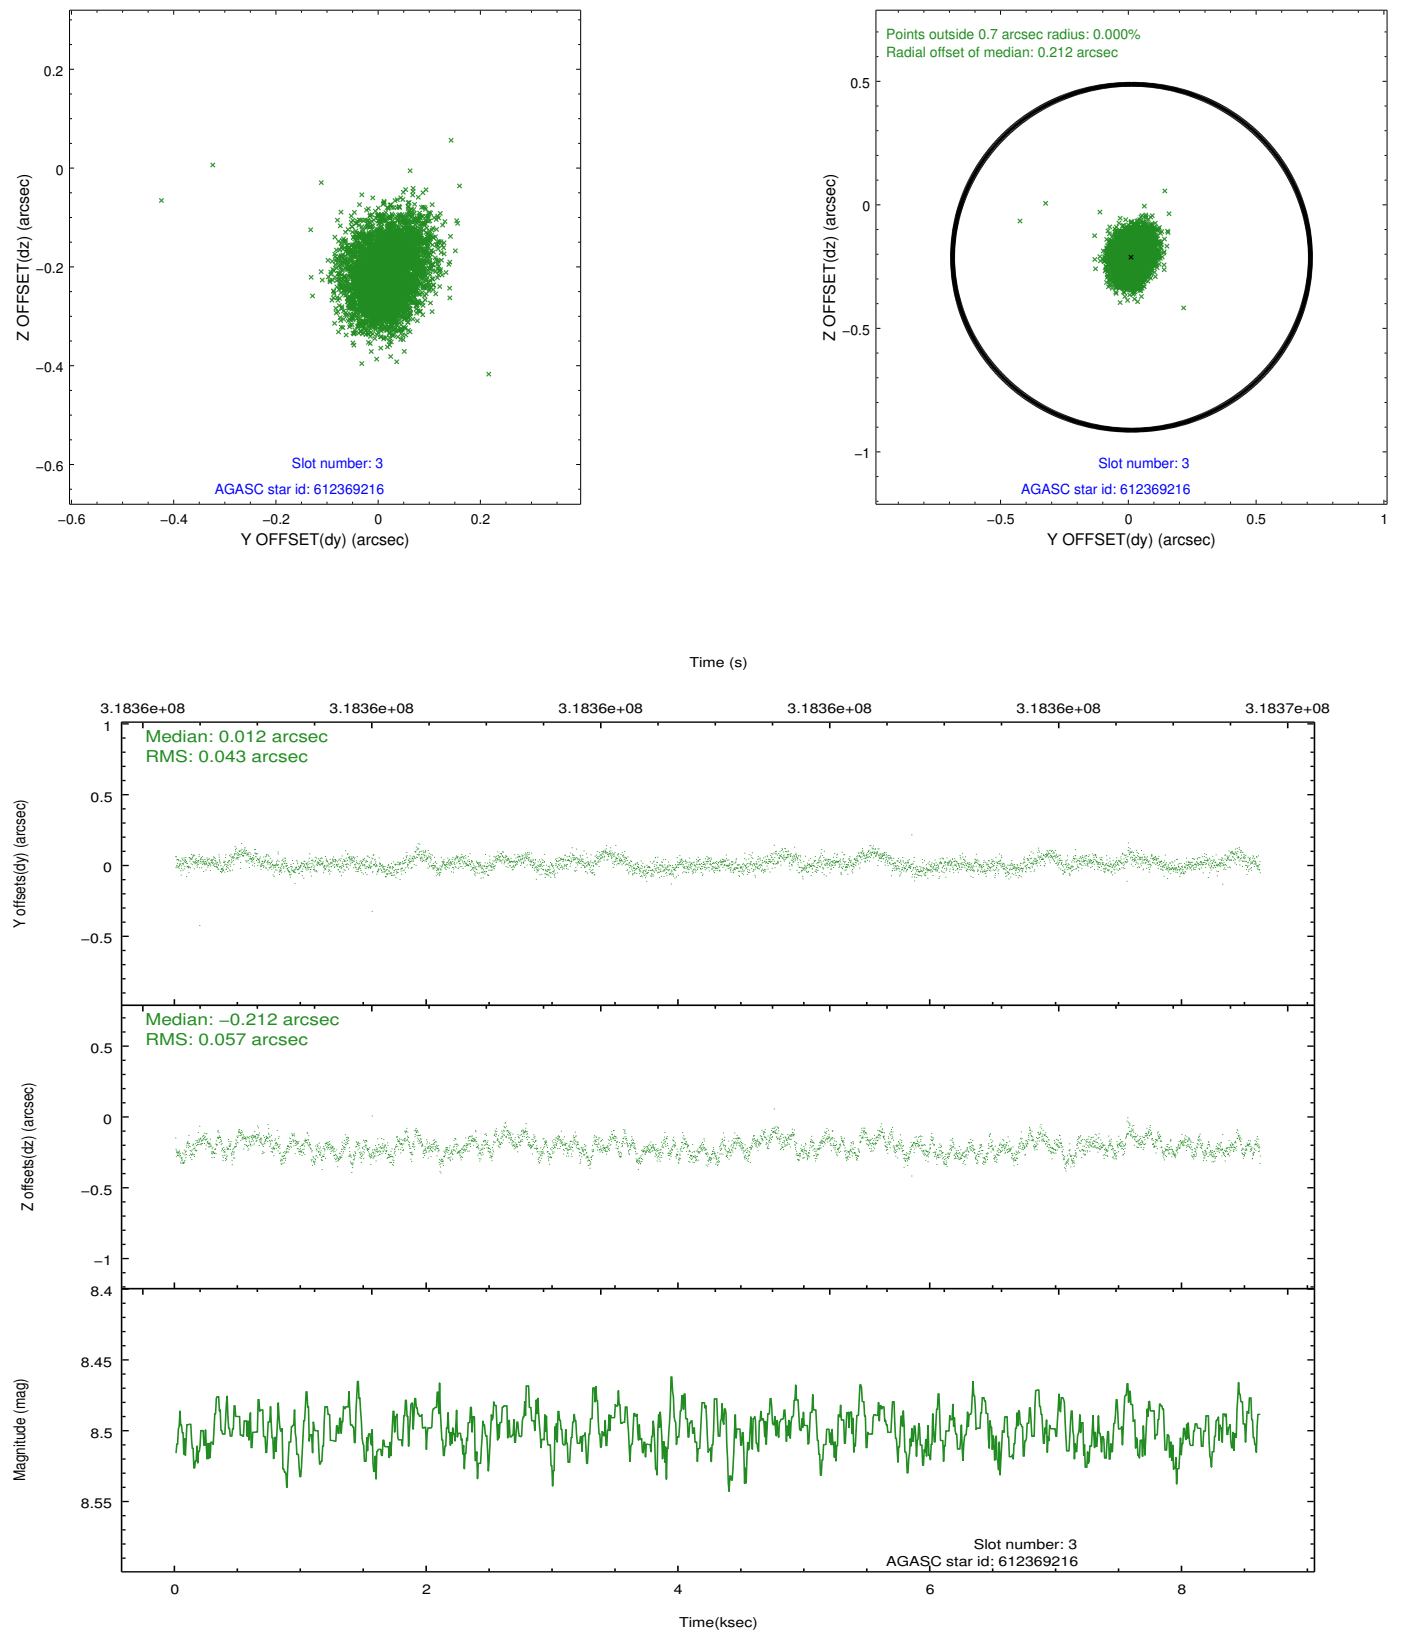 0.2
0
−0.2
−0.4
−0.6
Z OFFSET(dz) (arcsec)
Slot number: 3
AGASC star id: 612369216
−0.6
−0.4
−0.2
0
0.2
Y OFFSET(dy) (arcsec)
Points outside 0.7 arcsec radius: 0.000%
Radial offset of median: 0.212 arcsec
0.5
0
−0.5
−1
Z OFFSET(dz) (arcsec)
Slot number: 3
AGASC star id: 612369216
−0.5
0
0.5
1
Y OFFSET(dy) (arcsec)
Time (s)
3.1836e+08
3.1836e+08
3.1836e+08
3.1836e+08
3.1836e+08
3.1837e+08
Median: 0.012 arcsec
RMS: 0.043 arcsec
1
0.5
0
−0.5
Y offsets(dy) (arcsec)
Median: −0.212 arcsec
RMS: 0.057 arcsec
0.5
0
−0.5
−1
Z offsets(dz) (arcsec)
8.4
8.45
8.5
8.55
Magnitude (mag)
Slot number: 3
AGASC star id: 612369216
0
2
4
6
8
Time(ksec)